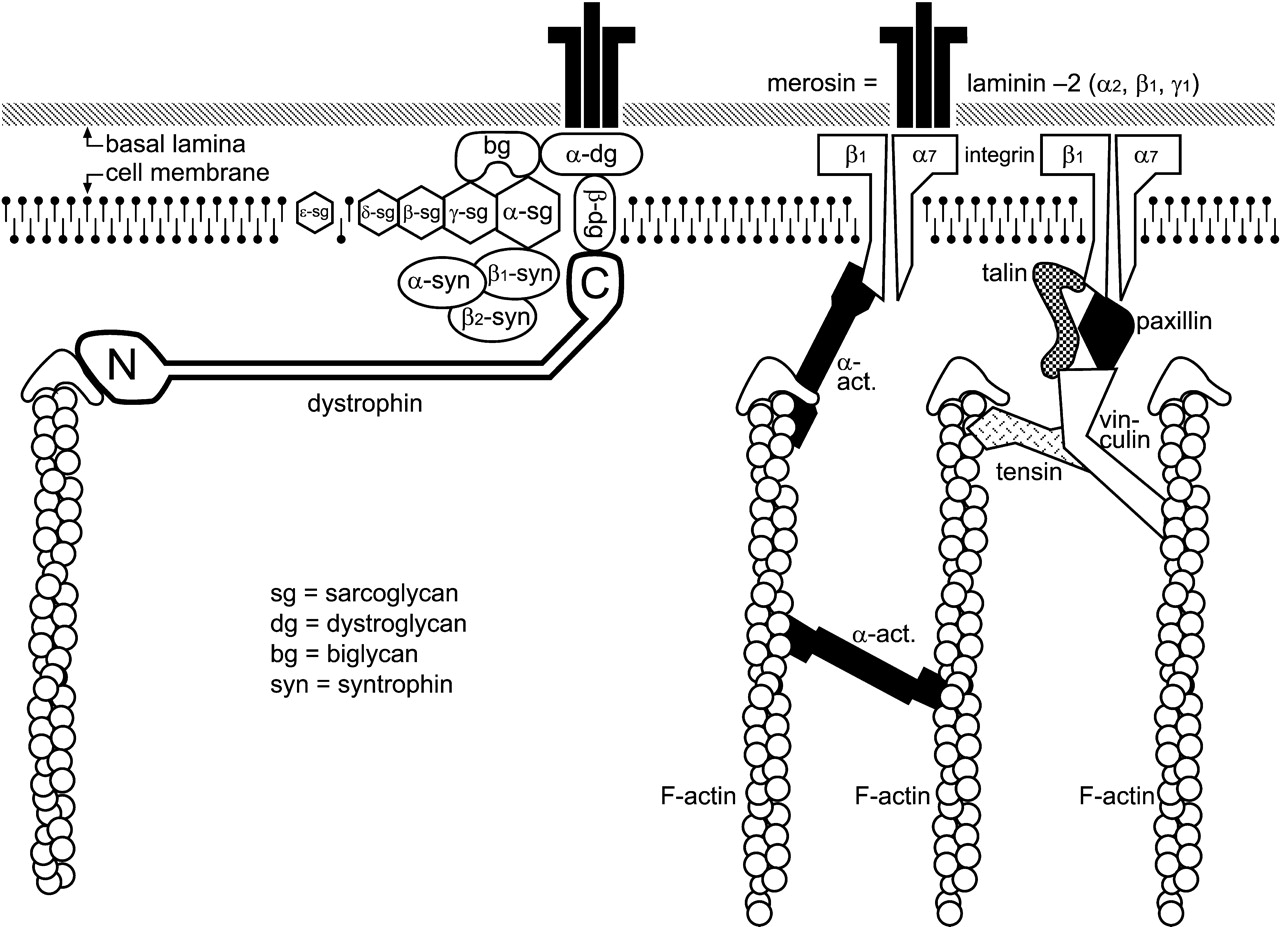 merosin = laminin –2 (α2, β1, γ1)
basal lamina
cell membrane
bg
α-dg
β1
α7
integrin
β1
α7
ε-sg
δ-sg
β-sg
γ-sg
α-sg
β-dg
α-syn
β1-syn
β2-syn
C
talin
paxillin
N
dystrophin
α-
act.
vin-
culin
tensin
sg = sarcoglycan
dg = dystroglycan
bg = biglycan
syn = syntrophin
α-act.
F-actin
F-actin
F-actin